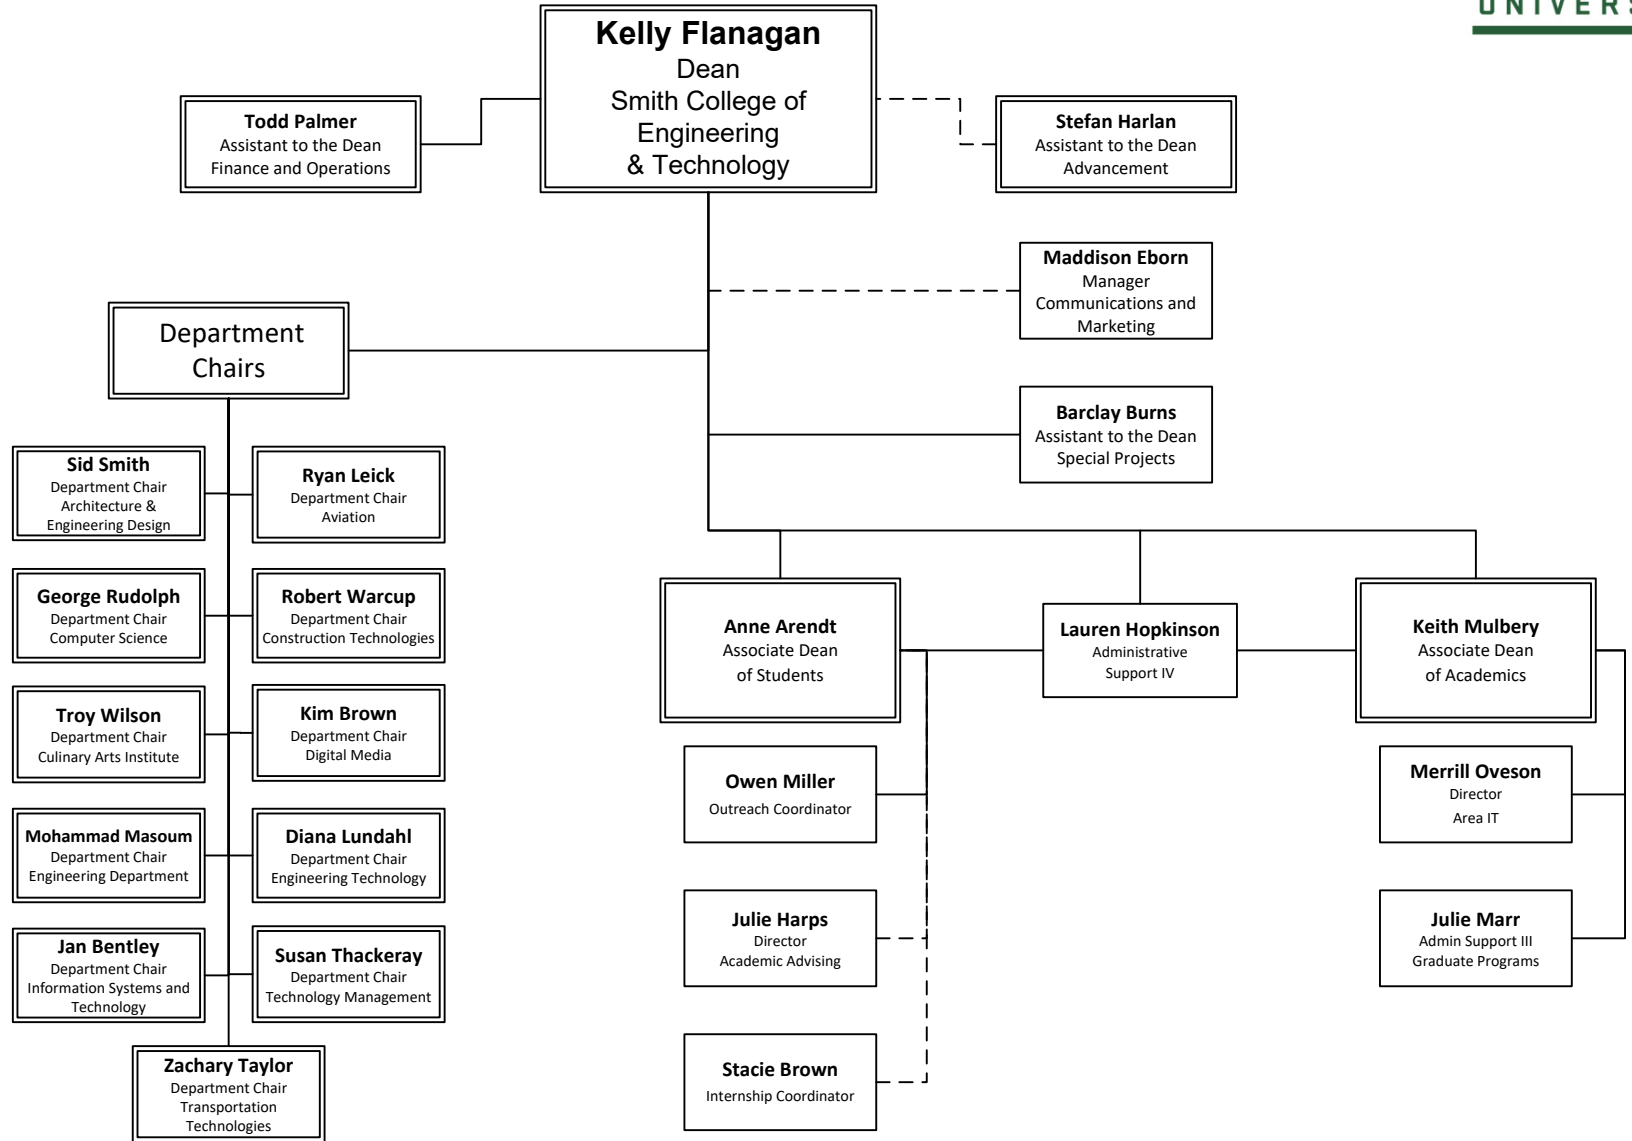 UNIVERS
Kelly Flanagan
Dean
Smith College of
Engineering
& Technology
Todd Palmer
Assistant to the Dean
Finance and Operations
Stefan Harlan
Assistant to the Dean
Advancement
Maddison Eborn
Manager
Communications and
Marketing
Department
Chairs
Barclay Burns
Assistant to the Dean
Special Projects
Sid Smith
Department Chair
Architecture &
Engineering Design
Ryan Leick
Department Chair
Aviation
George Rudolph
Department Chair
Computer Science
Robert Warcup
Department Chair
Construction Technologies
Troy Wilson
Department Chair
Culinary Arts Institute
Kim Brown
Department Chair
Digital Media
Mohammad Masoum
Department Chair
Engineering Department
Diana Lundahl
Department Chair
Engineering Technology
Jan Bentley
Department Chair
Information Systems and
Technology
Susan Thackeray
Department Chair
Technology Management
Zachary Taylor
Department Chair
Transportation
Technologies
Anne Arendt
Associate Dean
of Students
Lauren Hopkinson
Administrative
Support IV
Keith Mulbery
Associate Dean
of Academics
Owen Miller
Outreach Coordinator
Merrill Oveson
Director
Area IT
Julie Harps
Director
Academic Advising
Julie Marr
Admin Support III
Graduate Programs
Stacie Brown
Internship Coordinator